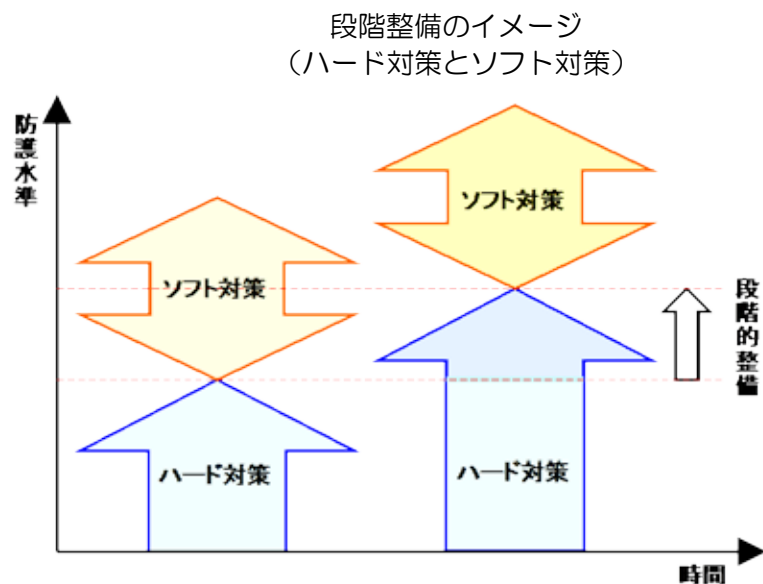 段階整備のイメージ
（ハード対策とソフト対策）
防護水準
ソフト対策
ソフト対策
段階的整備
ハード対策
ハード対策
時間